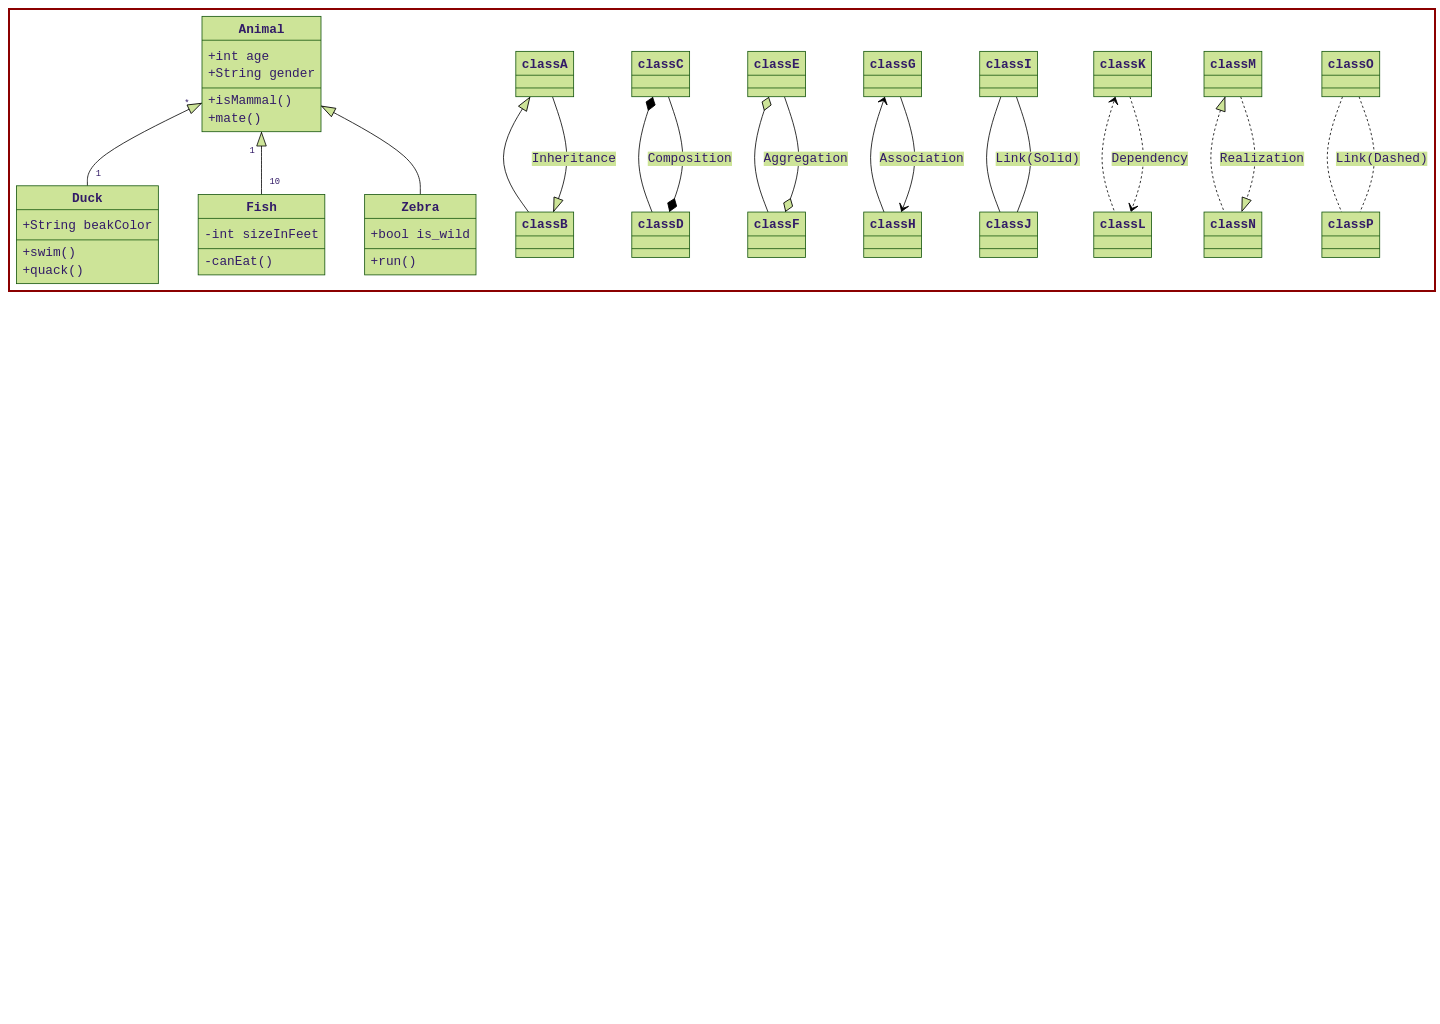 Animal
+int age
+String gender
+isMammal()
+mate()
*
1
1
10
Duck
+String beakColor
+swim()
+quack()
Fish
-int sizeInFeet
-canEat()
Zebra
+bool is_wild
+run()
classA
classC
classE
classG
classI
classK
classM
classO
Inheritance
Composition
Aggregation
Association
Link(Solid)
Dependency
Realization
Link(Dashed)
classB
classD
classF
classH
classJ
classL
classN
classP